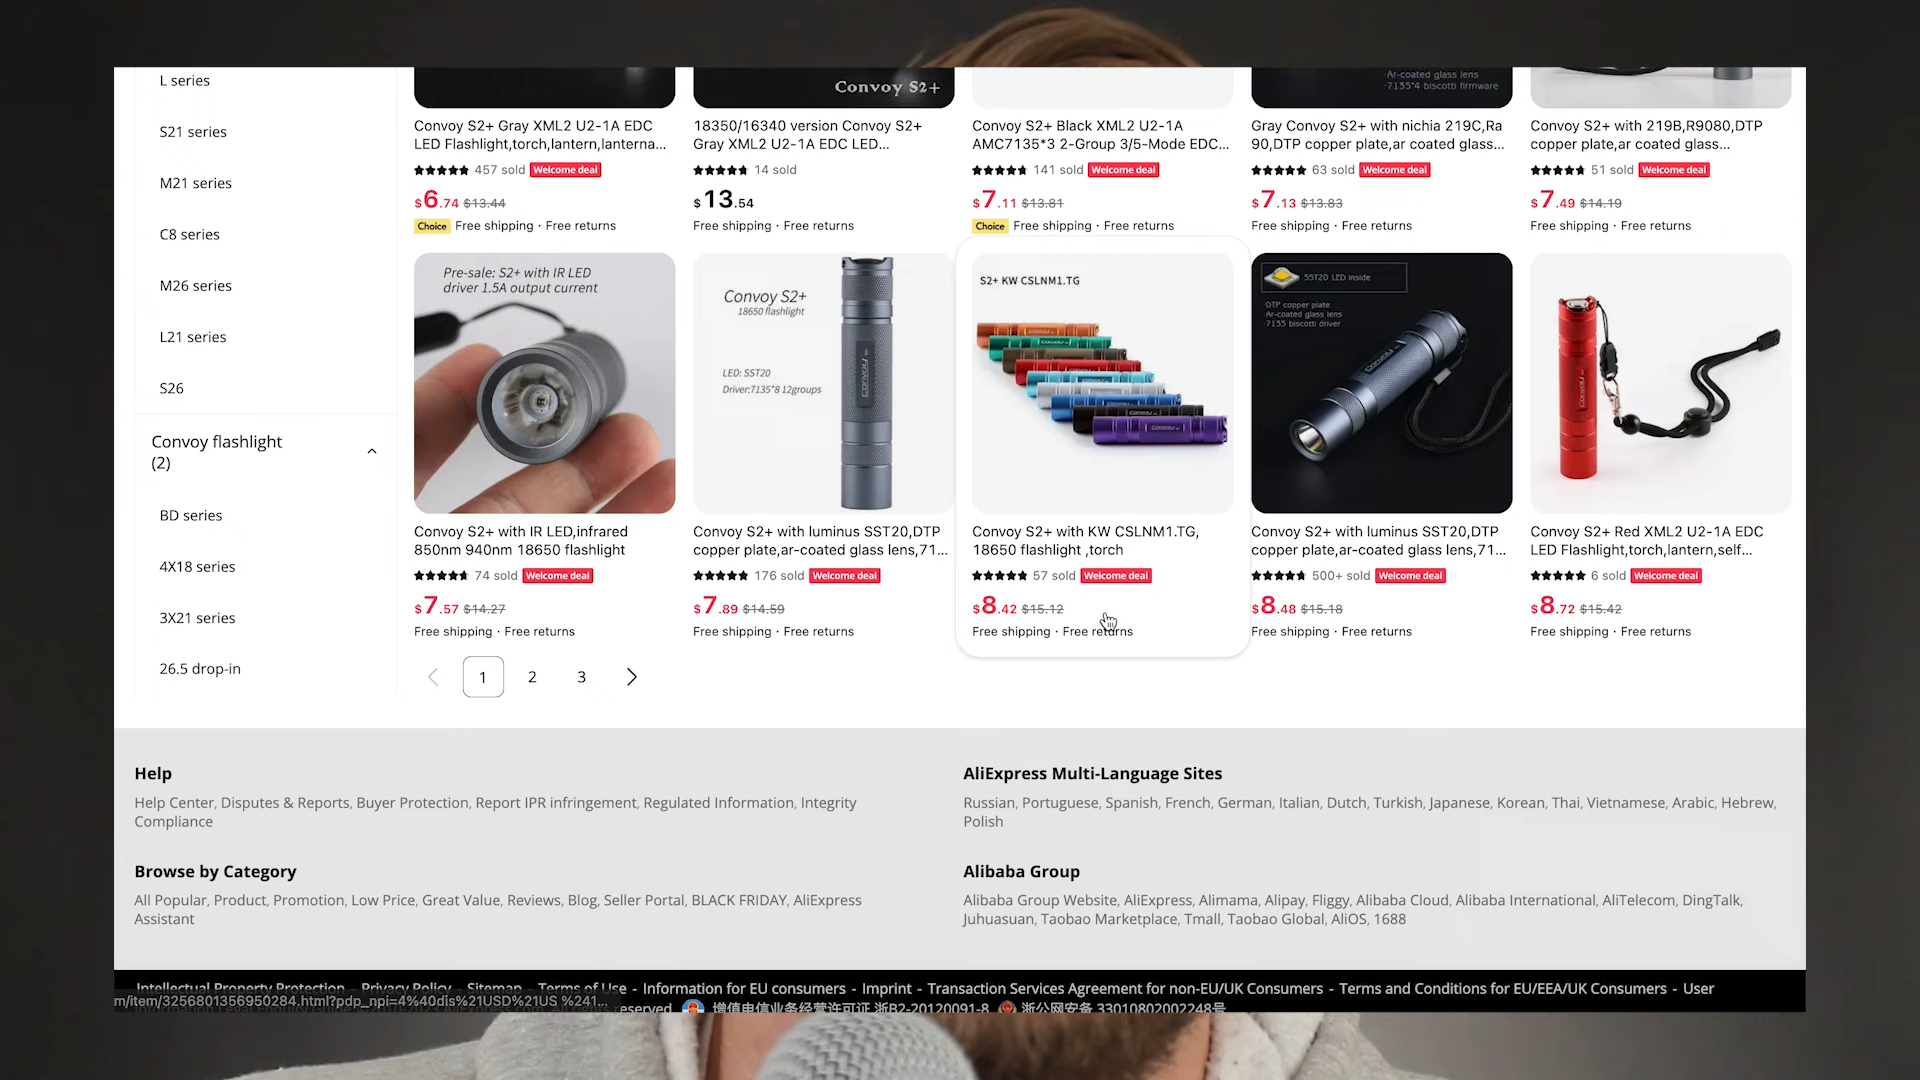 L series
S21 series
M21 series
C8 series
M26 series
L21 series
S26
Convoy flashlight
(2)
BD series
4X18 series
3X21 series
26.5 drop-in
Convoy S2+
Ar-coated glass lens
7135*4 biscotti firmware
Convoy S2+ Gray XML2 U2-1A EDC
LED Flashlight,torch,lantern,lanterna...
457 sold Welcome deal
$6.74 $13.44
Choice Free shipping · Free returns
18350/16340 version Convoy S2+
Gray XML2 U2-1A EDC LED...
14 sold
$13.54
Free shipping · Free returns
Convoy S2+ Black XML2 U2-1A
AMC7135*3 2-Group 3/5-Mode EDC...
141 sold Welcome deal
$7.11 $13.81
Choice Free shipping · Free returns
Gray Convoy S2+ with nichia 219C,Ra
90,DTP copper plate,ar coated glass...
63 sold Welcome deal
$7.13 $13.83
Free shipping · Free returns
Convoy S2+ with 219B,R9080,DTP
copper plate,ar coated glass...
51 sold Welcome deal
$7.49 $14.19
Free shipping · Free returns
Pre-sale: S2+ with IR LED
driver 1.5A output current
Convoy S2+ with IR LED,infrared
850nm 940nm 18650 flashlight
74 sold Welcome deal
$7.57 $14.27
Free shipping · Free returns
Convoy S2+
18650 flashlight
LED: SST20
Driver:7135*8 12groups
Convoy S2+ with luminus SST20,DTP
copper plate,ar-coated glass lens,71...
176 sold Welcome deal
$7.89 $14.59
Free shipping · Free returns
S2+ KW CSLNM1.TG
Convoy S2+ with KW CSLNM1.TG,
18650 flashlight ,torch
57 sold Welcome deal
$8.42 $15.12
Free shipping · Free returns
SST20 LED inside
DTP copper plate
Ar-coated glass lens
7135 biscotti driver
Convoy S2+ with luminus SST20,DTP
copper plate,ar-coated glass lens,71...
500+ sold Welcome deal
$8.48 $15.18
Free shipping · Free returns
Convoy S2+ Red XML2 U2-1A EDC
LED Flashlight,torch,lantern,self...
6 sold Welcome deal
$8.72 $15.42
Free shipping · Free returns
1 2 3
Help
Help Center, Disputes & Reports, Buyer Protection, Report IPR infringement, Regulated Information, Integrity
Compliance
Browse by Category
All Popular, Product, Promotion, Low Price, Great Value, Reviews, Blog, Seller Portal, BLACK FRIDAY, AliExpress
Assistant
AliExpress Multi-Language Sites
Russian, Portuguese, Spanish, French, German, Italian, Dutch, Turkish, Japanese, Korean, Thai, Vietnamese, Arabic, Hebrew,
Polish
Alibaba Group
Alibaba Group Website, AliExpress, Alimama, Alipay, Fliggy, Alibaba Cloud, Alibaba International, AliTelecom, DingTalk,
Juhuasuan, Taobao Marketplace, Tmall, Taobao Global, AliOS, 1688
Intellectual Property Protection - Privacy Policy - Sitemap - Terms of Use - Information for EU consumers - Imprint - Transaction Services Agreement for non-EU/UK Consumers - Terms and Conditions for EU/EEA/UK Consumers - User
m/item/3256801356950284.html?pdp_npi=4%40dis%21USD%21US %241...
eserved. 增值电信业务经营许可证 浙B2-20120091-8 浙公网安备 33010802002248号